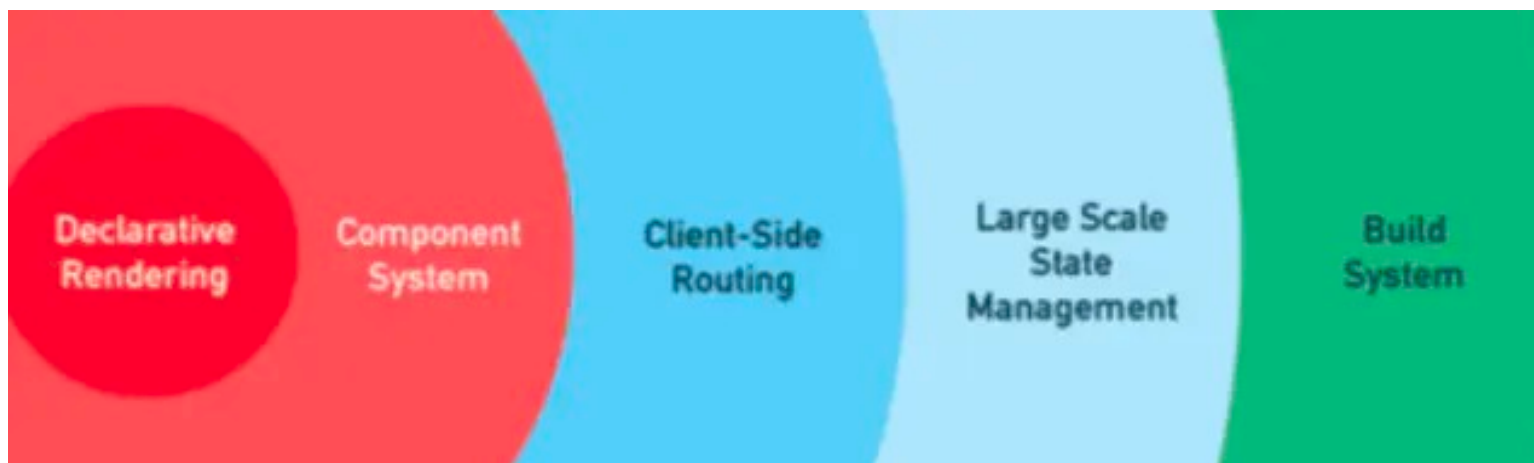 Declarative
Rendering
Component
System
Client-Side
Routing
Large Scale
State
Management
Build
System